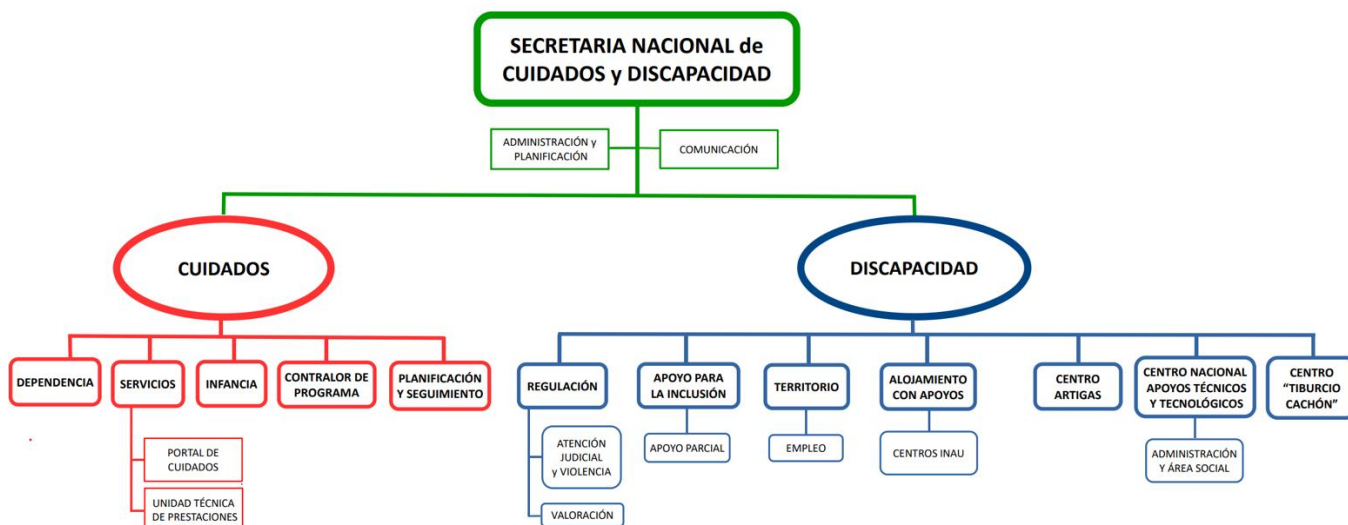 SECRETARIA NACIONAL de
CUIDADOS y DISCAPACIDAD
ADMINISTRACIÓN y
PLANIFICACIÓN
COMUNICACIÓN
CUIDADOS
DISCAPACIDAD
DEPENDENCIA
SERVICIOS
INFANCIA
CONTRALOR DE
PROGRAMA
PLANIFICACIÓN
Y SEGUIMIENTO
PORTAL DE
CUIDADOS
UNIDAD TÉCNICA
DE PRESTACIONES
REGULACIÓN
APOYO PARA
LA INCLUSIÓN
TERRITORIO
ALOJAMIENTO
CON APOYOS
CENTRO
ARTIGAS
CENTRO NACIONAL
APOYOS TÉCNICOS
Y TECNOLÓGICOS
CENTRO
“TIBURCIO
CACHÓN”
ATENCIÓN
JUDICIAL
y VIOLENCIA
VALORACIÓN
APOYO PARCIAL
EMPLEO
CENTROS INAU
ADMINISTRACIÓN
Y ÁREA SOCIAL